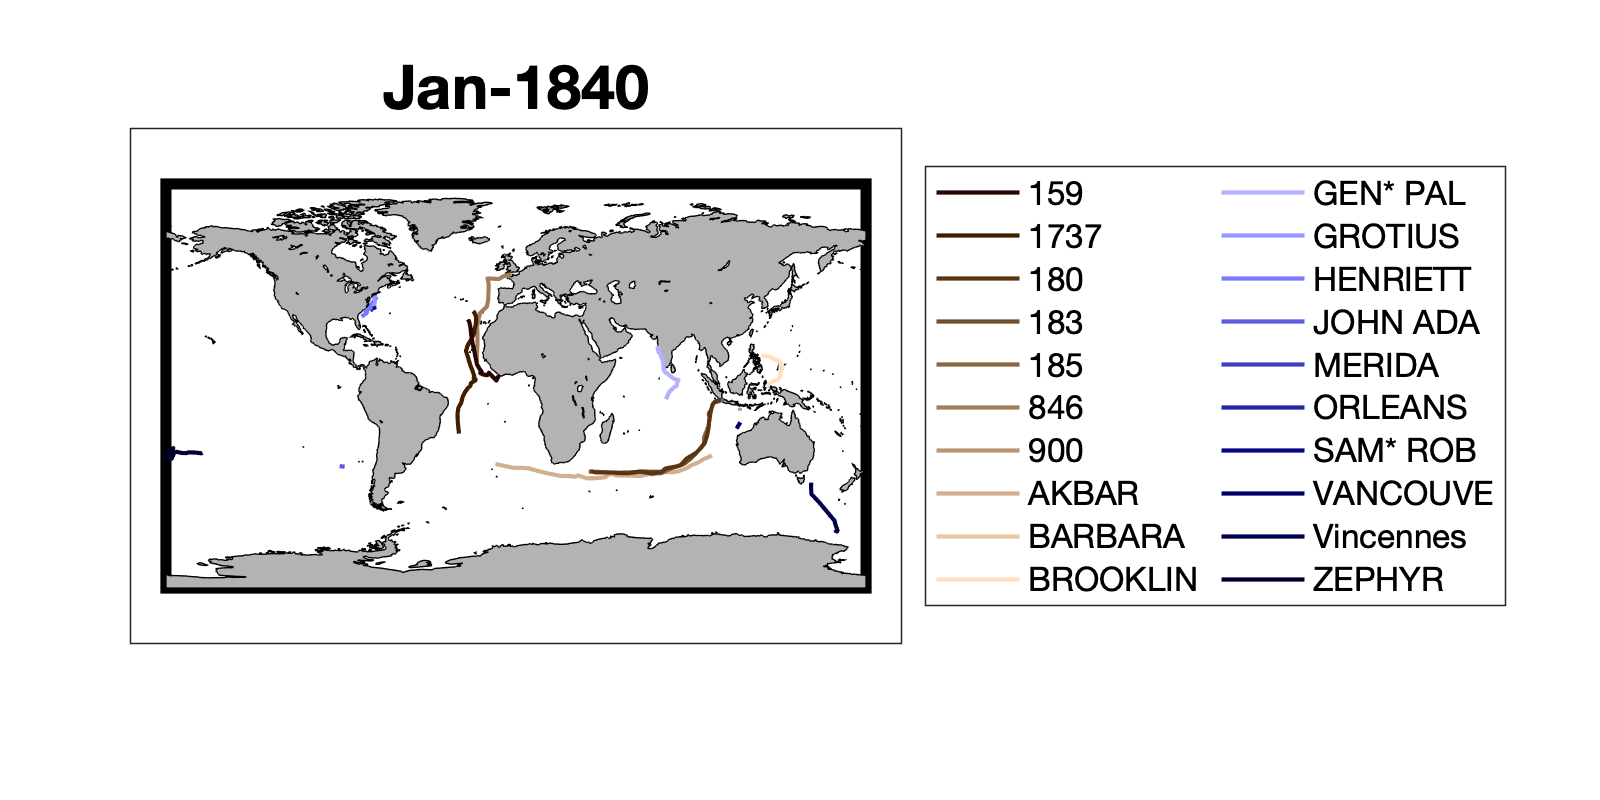 Jan-1840
159
1737
180
183
185
846
900
AKBAR
BARBARA
BROOKLIN
GEN* PAL
GROTIUS
HENRIETT
JOHN ADA
MERIDA
ORLEANS
SAM* ROB
VANCOUVE
Vincennes
ZEPHYR